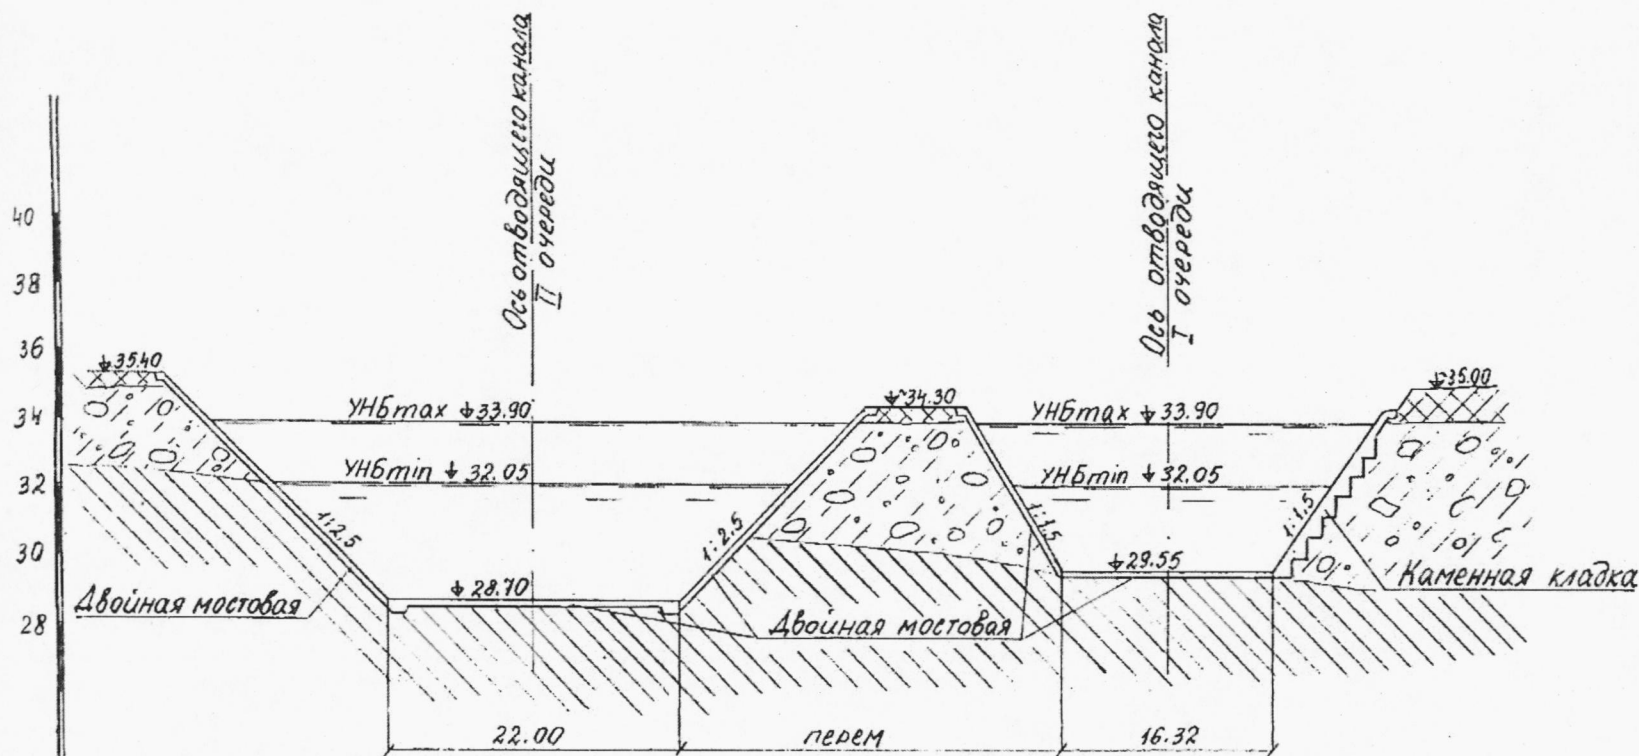 Ось отводящего канала
II очереди
Ось отводящего канала
I очереди
40
38
36
34
32
30
28
35.40
УНБmax 33.90
34.30
УНБmax 33.90
35.00
УНБmin 32.05
УНБmin 32.05
1:2.5
1:2.5
1:1.5
1:1.5
28.70
29.55
Двойная мостовая
Двойная мостовая
Каменная кладка
22.00
перем
16.32